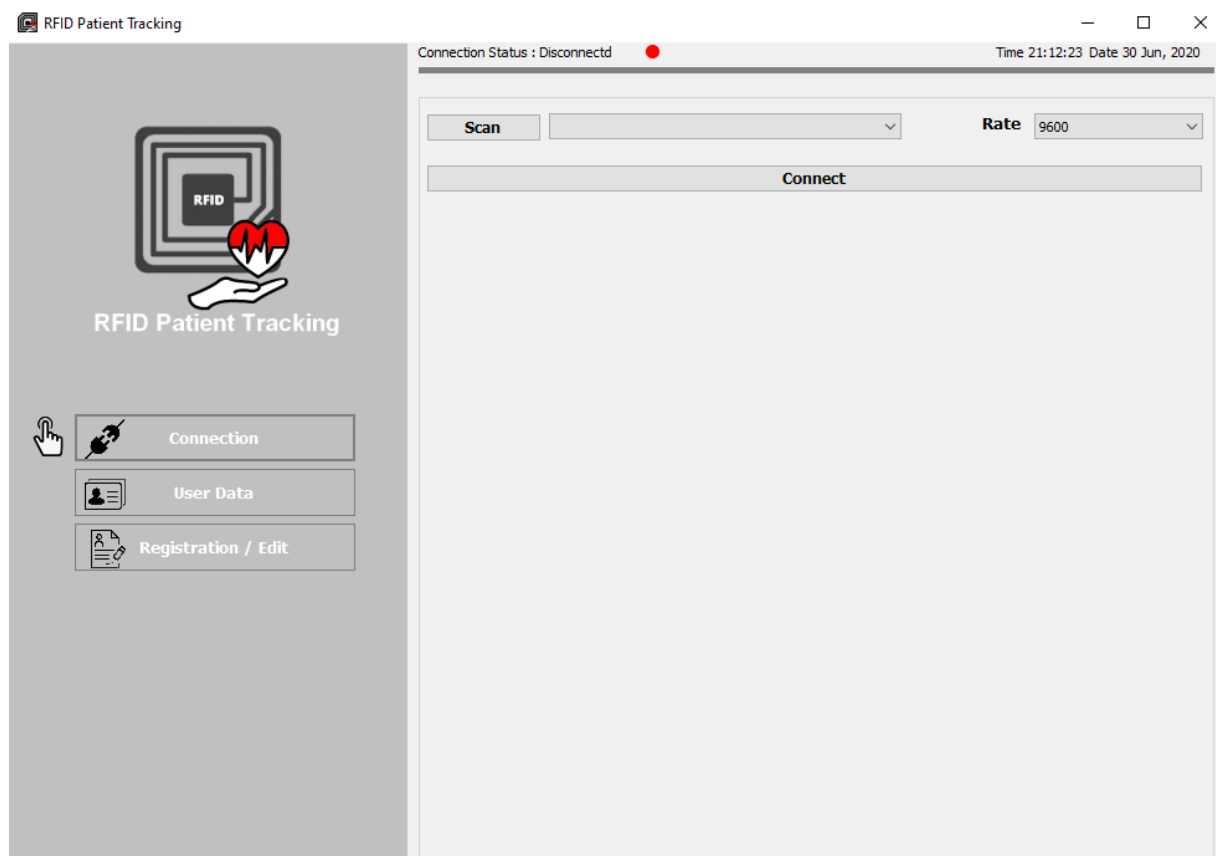 RFID Patient Tracking
Connection Status : Disconnectd
Time 21:12:23 Date 30 Jun, 2020
Scan
Rate
9600
Connect
RFID
RFID Patient Tracking
Connection
User Data
Registration / Edit